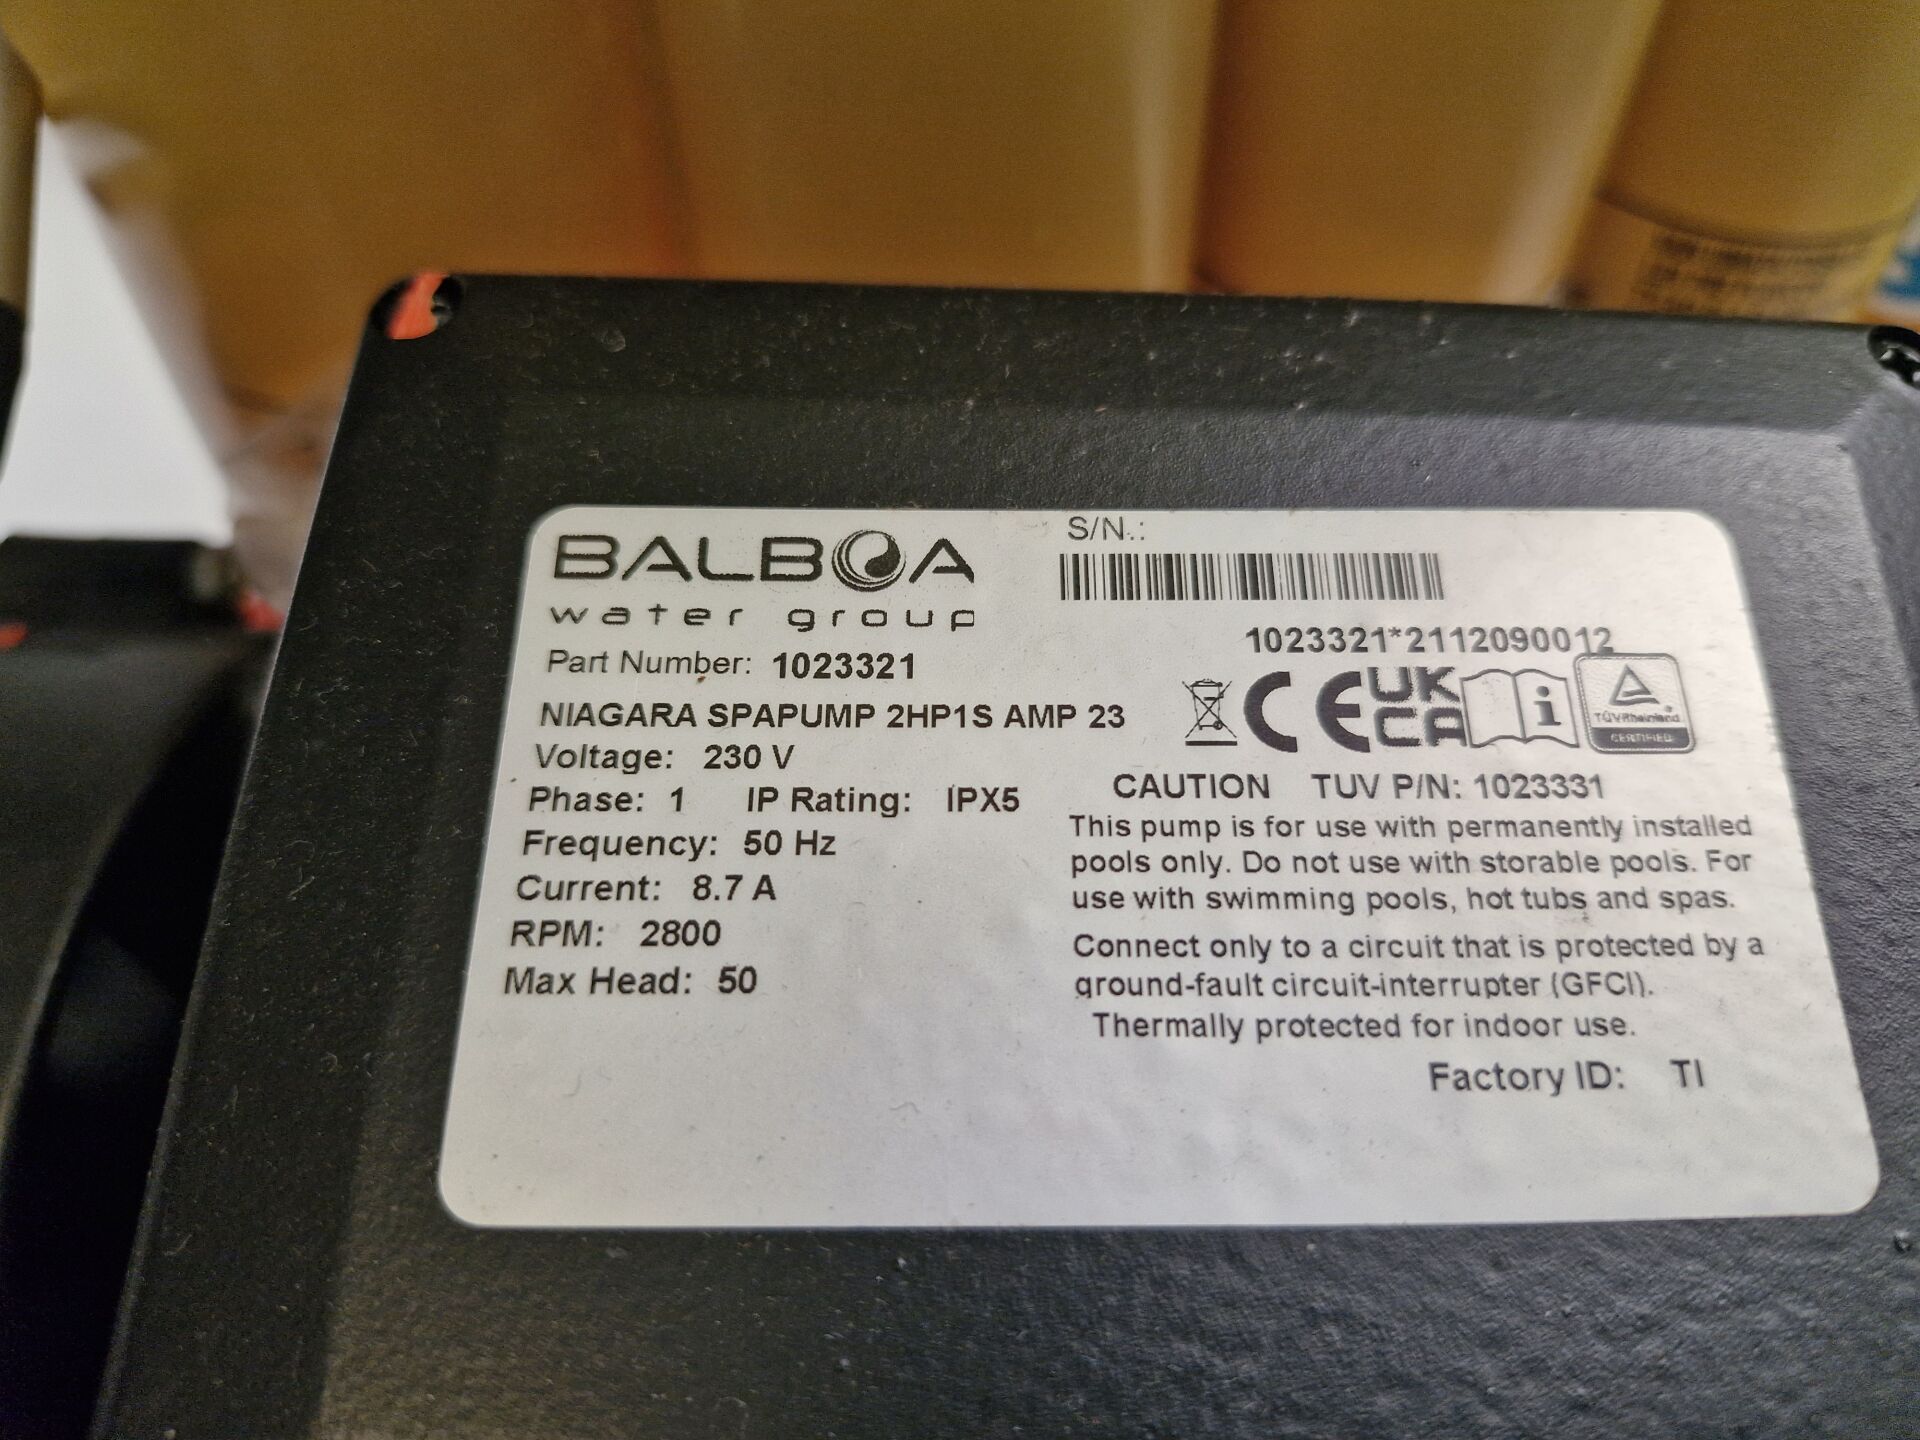 BALBOA
water group
Part Number: 1023321
NIAGARA SPAPUMP 2HP1S AMP 23
Voltage: 230 V
Phase: 1 IP Rating: IPX5
Frequency: 50 Hz
Current: 8.7 A
RPM: 2800
Max Head: 50
S/N.:
1023321*2112090012
CE UK CA i TÜVRheinland CERTIFIED
CAUTION TUV P/N: 1023331
This pump is for use with permanently installed
pools only. Do not use with storable pools. For
use with swimming pools, hot tubs and spas.
Connect only to a circuit that is protected by a
ground-fault circuit-interrupter (GFCI).
Thermally protected for indoor use.
Factory ID: TI